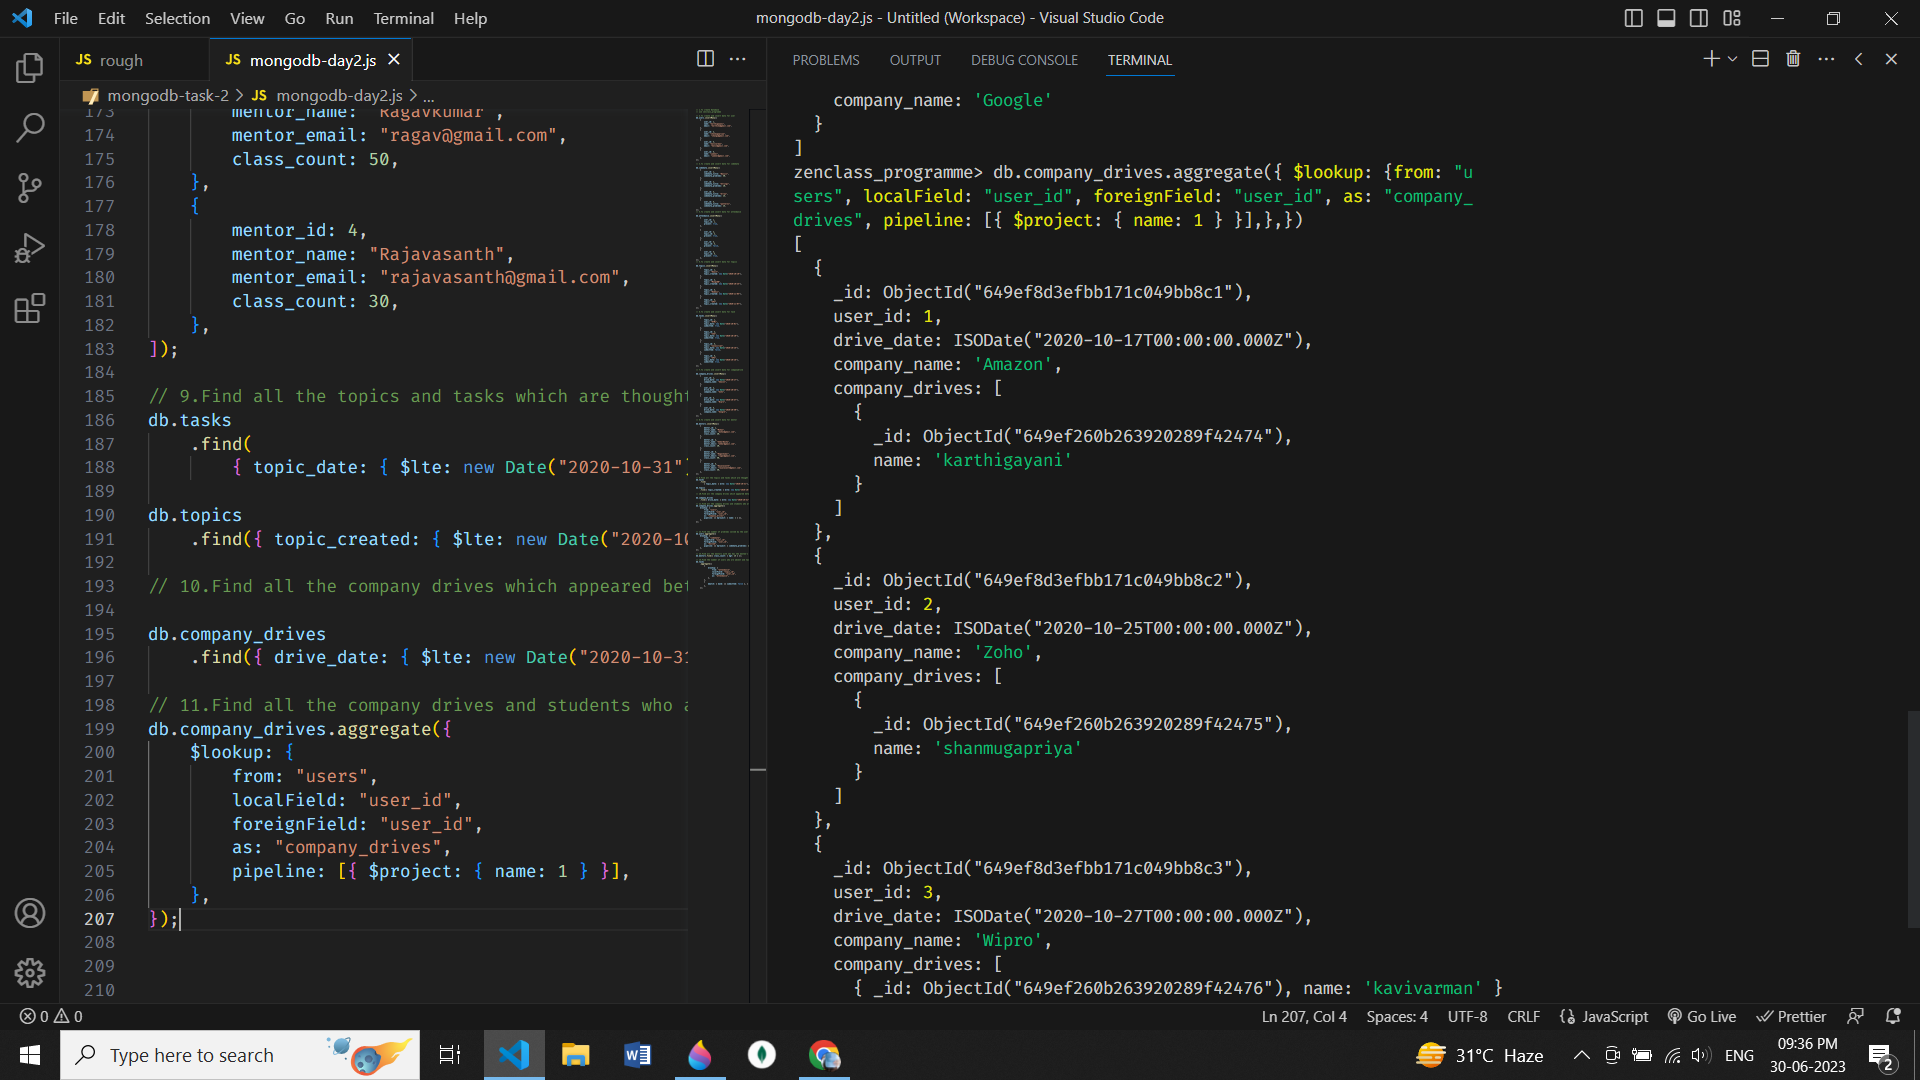 File Edit Selection View Go Run Terminal Help
mongodb-day2.js - Untitled (Workspace) - Visual Studio Code
JS rough
JS mongodb-day2.js
mongodb-task-2 > JS mongodb-day2.js > ...
173 mentor_name: "Ragavkumar",
174 mentor_email: "ragav@gmail.com",
175 class_count: 50,
176 },
177 {
178 mentor_id: 4,
179 mentor_name: "Rajavasanth",
180 mentor_email: "rajavasanth@gmail.com",
181 class_count: 30,
182 },
183 ]);
184
185 // 9.Find all the topics and tasks which are thought
186 db.tasks
187 .find(
188 { topic_date: { $lte: new Date("2020-10-31"
189
190 db.topics
191 .find({ topic_created: { $lte: new Date("2020-10
192
193 // 10.Find all the company drives which appeared bet
194
195 db.company_drives
196 .find({ drive_date: { $lte: new Date("2020-10-31
197
198 // 11.Find all the company drives and students who a
199 db.company_drives.aggregate({
200 $lookup: {
201 from: "users",
202 localField: "user_id",
203 foreignField: "user_id",
204 as: "company_drives",
205 pipeline: [{ $project: { name: 1 } }],
206 },
207 });
208
209
210
PROBLEMS OUTPUT DEBUG CONSOLE TERMINAL
company_name: 'Google'
}
]
zenclass_programme> db.company_drives.aggregate({ $lookup: {from: "u
sers", localField: "user_id", foreignField: "user_id", as: "company_
drives", pipeline: [{ $project: { name: 1 } }],},})
[
{
_id: ObjectId("649ef8d3efbb171c049bb8c1"),
user_id: 1,
drive_date: ISODate("2020-10-17T00:00:00.000Z"),
company_name: 'Amazon',
company_drives: [
{
_id: ObjectId("649ef260b263920289f42474"),
name: 'karthigayani'
}
]
},
{
_id: ObjectId("649ef8d3efbb171c049bb8c2"),
user_id: 2,
drive_date: ISODate("2020-10-25T00:00:00.000Z"),
company_name: 'Zoho',
company_drives: [
{
_id: ObjectId("649ef260b263920289f42475"),
name: 'shanmugapriya'
}
]
},
{
_id: ObjectId("649ef8d3efbb171c049bb8c3"),
user_id: 3,
drive_date: ISODate("2020-10-27T00:00:00.000Z"),
company_name: 'Wipro',
company_drives: [
{ _id: ObjectId("649ef260b263920289f42476"), name: 'kavivarman' }
0 0
Ln 207, Col 4 Spaces: 4 UTF-8 CRLF {} JavaScript Go Live Prettier
Type here to search
31°C Haze ENG
09:36 PM
30-06-2023
2